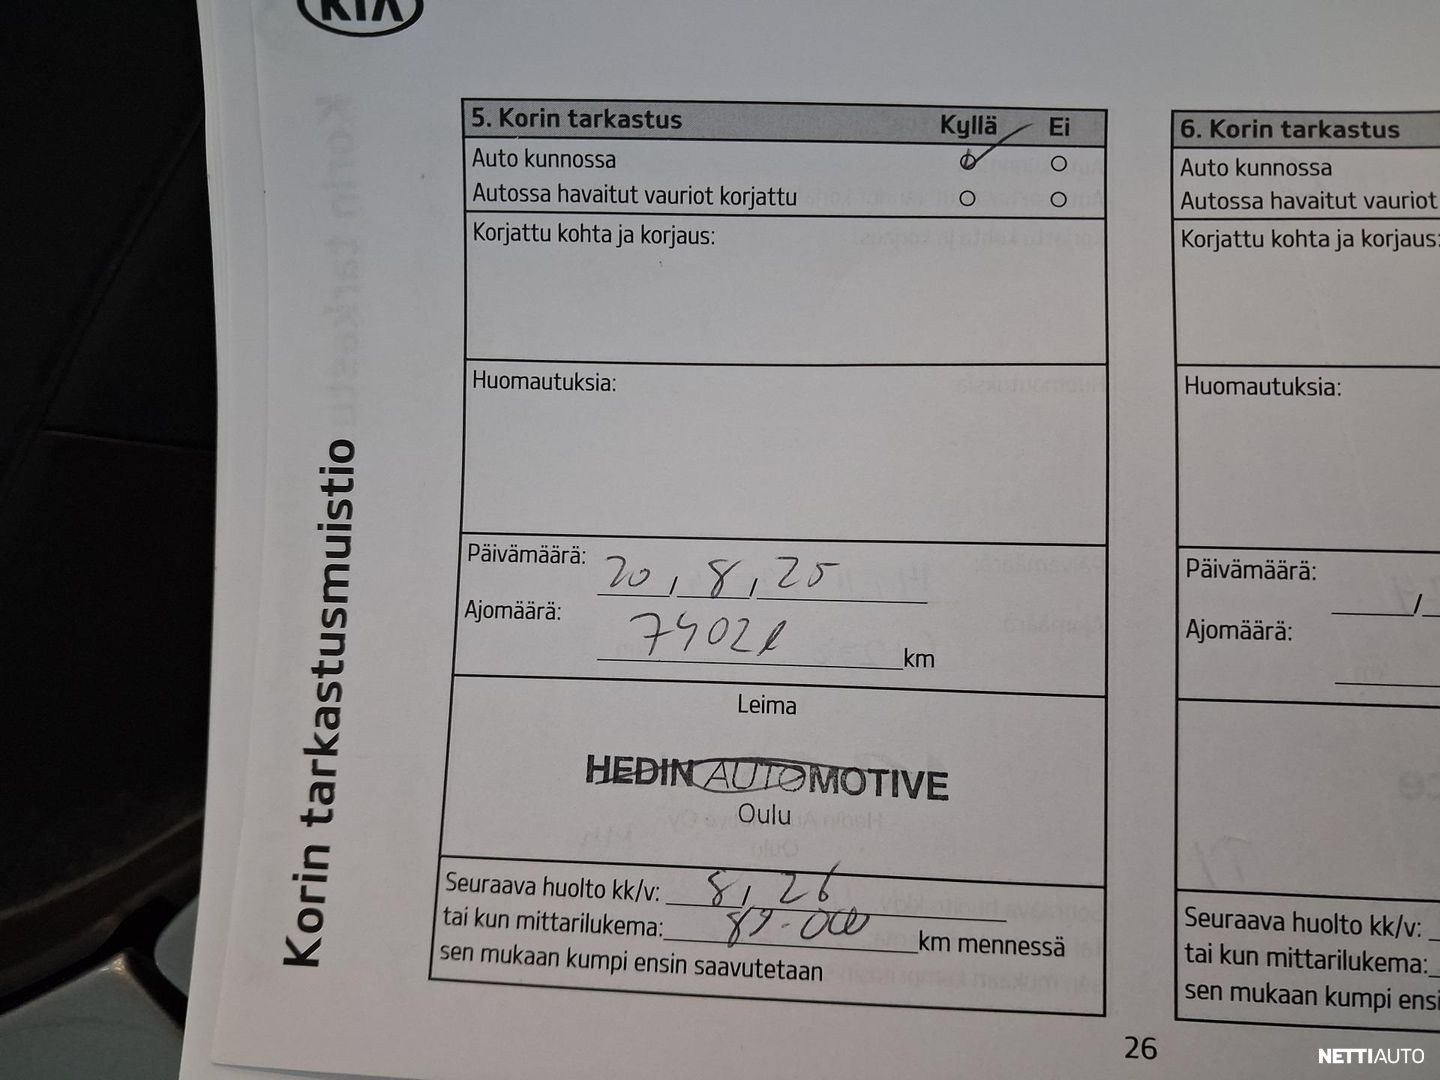 KIA
Korin tarkastusmuistio
5. Korin tarkastus Kyllä Ei
Auto kunnossa
Autossa havaitut vauriot korjattu
Korjattu kohta ja korjaus:
Huomautuksia:
Päivämäärä: 20, 8, 25
Ajomäärä: 74021 km
Leima
HEDIN AUTOMOTIVE
Oulu
Seuraava huolto kk/v: 8, 26
tai kun mittarilukema: 89-000 km mennessä
sen mukaan kumpi ensin saavutetaan
6. Korin tarkastus
Auto kunnossa
Autossa havaitut vauriot
Korjattu kohta ja korjaus:
Huomautuksia:
Päivämäärä: /
Ajomäärä:
Seuraava huolto kk/v:
tai kun mittarilukema:
sen mukaan kumpi ensi
26
NETTIAUTO